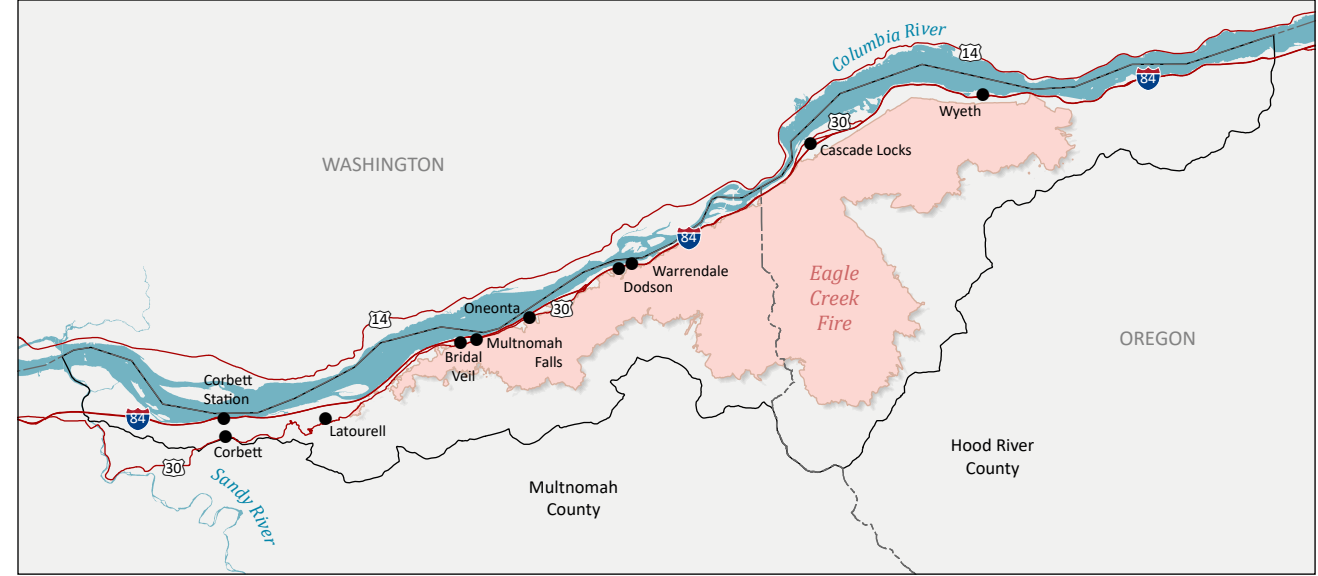 Columbia River
14
84
30
Wyeth
Cascade Locks
WASHINGTON
84
Warrendale
Dodson
Eagle
Creek
Fire
Oneonta
30
14
Multnomah
Falls
Bridal
Veil
OREGON
Corbett
Station
84
Latourell
Corbett
30
Sandy River
Hood River
County
Multnomah
County